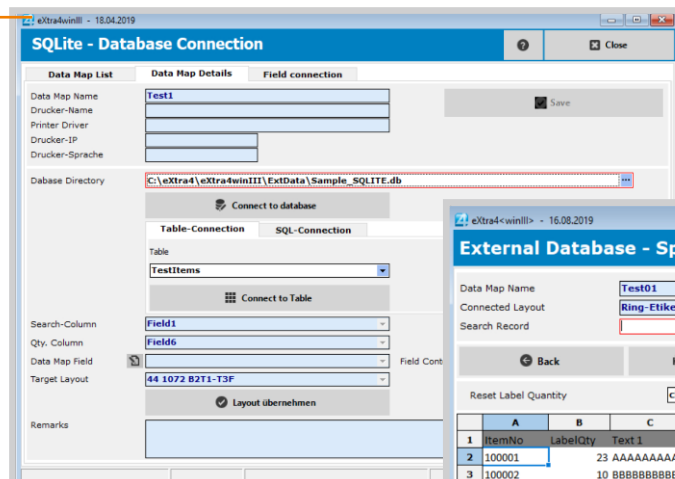 eXtra4winIII - 18.04.2019
SQLite - Database Connection
Close
Data Map List Data Map Details Field connection
Data Map Name Test1
Save
Drucker-Name
Printer Driver
Drucker-IP
Drucker-Sprache
Dabase Directory C:\eXtra4\eXtra4winIII\ExtData\Sample_SQLITE.db ...
Connect to database
Table-Connection SQL-Connection
Table
TestItems
Connect to Table
Search-Column Field1
Qty. Column Field6
Data Map Field Field Cont
Target Layout 44 1072 B2T1-T3F
Layout übernehmen
Remarks
eXtra4<winIII> - 16.08.2019
External Database - Sp
Data Map Name Test01
Connected Layout Ring-Etike
Search Record
Back
Reset Label Quantity
A B C
1 ItemNo LabelQty Text 1
2 100001 23 AAAAAAAAA
3 100002 10 BBBBBBBBB